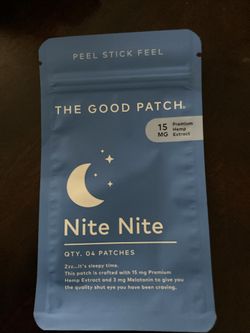 PEEL STICK FEEL
THE GOOD PATCH®
15
MG
Premium
Hemp
Extract
Nite Nite
QTY. 04 PATCHES
Zzz...It's sleepy time.
This patch is crafted with 15 mg Premium
Hemp Extract and 3 mg Melatonin to give you
the quality shut eye you have been craving.